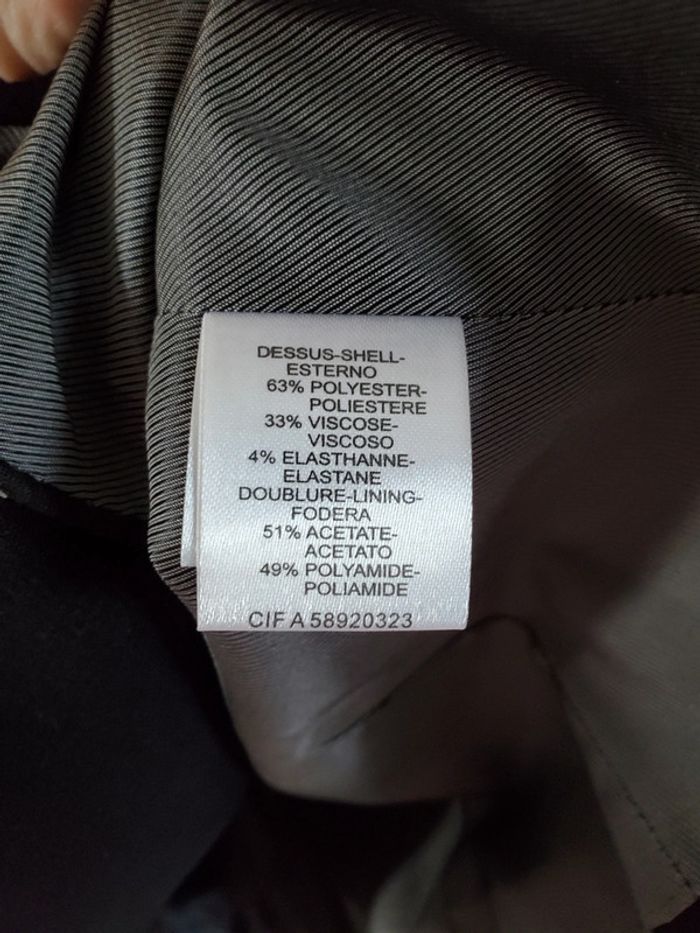 DESSUS-SHELL-
ESTERNO
63% POLYESTER-
POLIESTERE
33% VISCOSE-
VISCOSO
4% ELASTHANNE-
ELASTANE
DOUBLURE-LINING-
FODERA
51% ACETATE-
ACETATO
49% POLYAMIDE-
POLIAMIDE
CIF A 58920323